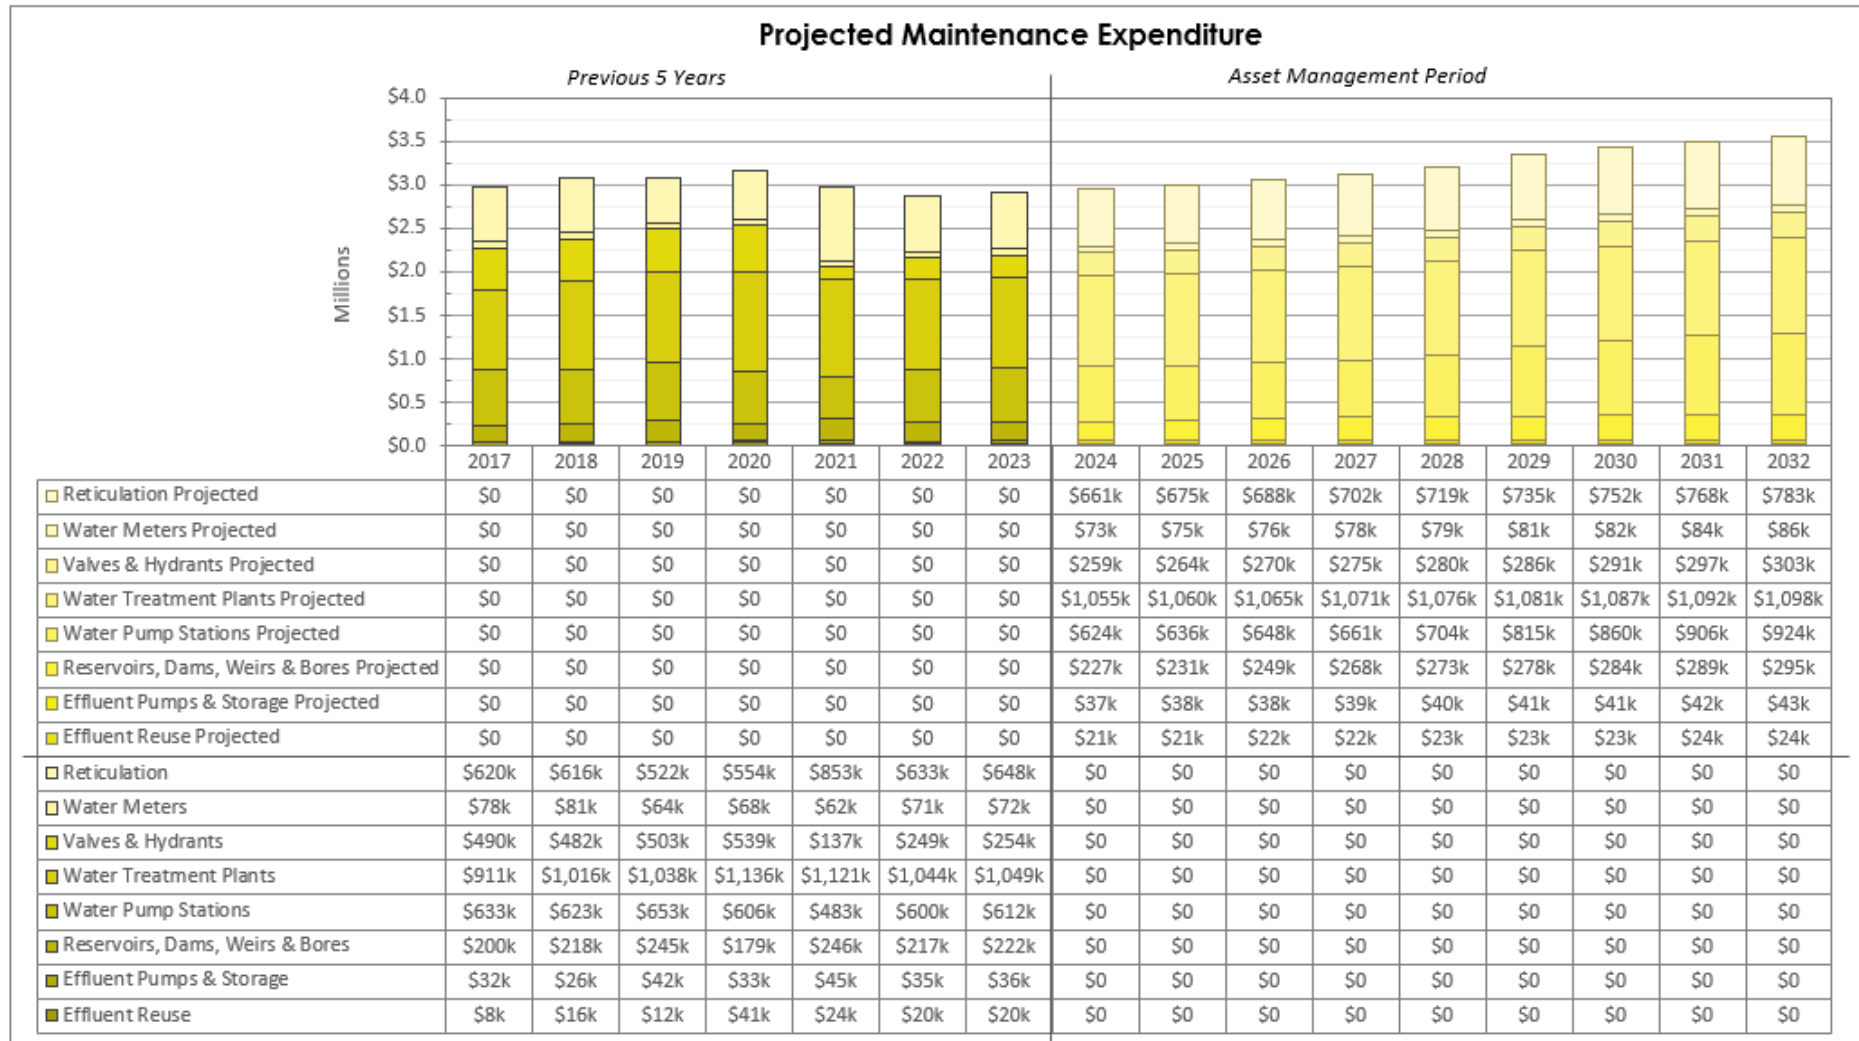 Projected Maintenance Expenditure
Previous 5 Years
Asset Management Period
Millions
$4.0
$3.5
$3.0
$2.5
$2.0
$1.5
$1.0
$0.5
$0.0
2017 2018 2019 2020 2021 2022 2023 2024 2025 2026 2027 2028 2029 2030 2031 2032
Reticulation Projected $0 $0 $0 $0 $0 $0 $0 $661k $675k $688k $702k $719k $735k $752k $768k $783k
Water Meters Projected $0 $0 $0 $0 $0 $0 $0 $73k $75k $76k $78k $79k $81k $82k $84k $86k
Valves & Hydrants Projected $0 $0 $0 $0 $0 $0 $0 $259k $264k $270k $275k $280k $286k $291k $297k $303k
Water Treatment Plants Projected $0 $0 $0 $0 $0 $0 $0 $1,055k $1,060k $1,065k $1,071k $1,076k $1,081k $1,087k $1,092k $1,098k
Water Pump Stations Projected $0 $0 $0 $0 $0 $0 $0 $624k $636k $648k $661k $704k $815k $860k $906k $924k
Reservoirs, Dams, Weirs & Bores Projected $0 $0 $0 $0 $0 $0 $0 $227k $231k $249k $268k $273k $278k $284k $289k $295k
Effluent Pumps & Storage Projected $0 $0 $0 $0 $0 $0 $0 $37k $38k $38k $39k $40k $41k $41k $42k $43k
Effluent Reuse Projected $0 $0 $0 $0 $0 $0 $0 $21k $21k $22k $22k $23k $23k $23k $24k $24k
Reticulation $620k $616k $522k $554k $853k $633k $648k $0 $0 $0 $0 $0 $0 $0 $0 $0
Water Meters $78k $81k $64k $68k $62k $71k $72k $0 $0 $0 $0 $0 $0 $0 $0 $0
Valves & Hydrants $490k $482k $503k $539k $137k $249k $254k $0 $0 $0 $0 $0 $0 $0 $0 $0
Water Treatment Plants $911k $1,016k $1,038k $1,136k $1,121k $1,044k $1,049k $0 $0 $0 $0 $0 $0 $0 $0 $0
Water Pump Stations $633k $623k $653k $606k $483k $600k $612k $0 $0 $0 $0 $0 $0 $0 $0 $0
Reservoirs, Dams, Weirs & Bores $200k $218k $245k $179k $246k $217k $222k $0 $0 $0 $0 $0 $0 $0 $0 $0
Effluent Pumps & Storage $32k $26k $42k $33k $45k $35k $36k $0 $0 $0 $0 $0 $0 $0 $0 $0
Effluent Reuse $8k $16k $12k $41k $24k $20k $20k $0 $0 $0 $0 $0 $0 $0 $0 $0